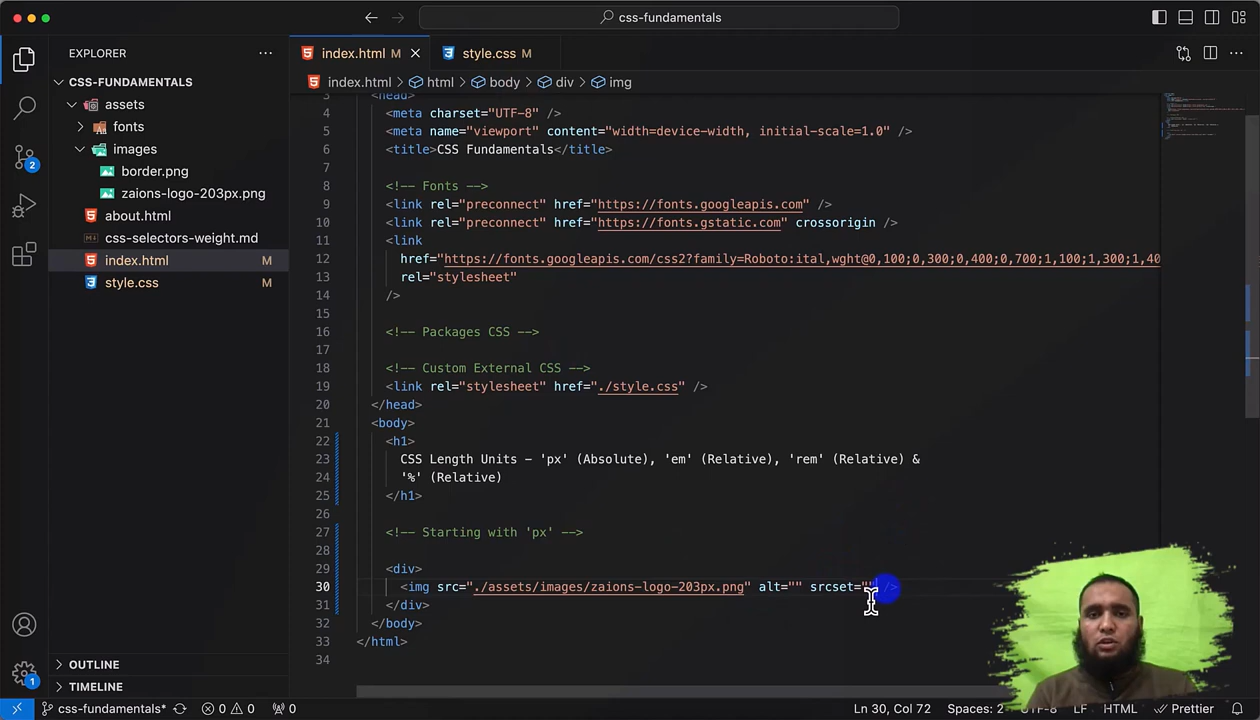 css-fundamentals
EXPLORER
CSS-FUNDAMENTALS
assets
fonts
images
border.png
zaions-logo-203px.png
about.html
css-selectors-weight.md
index.html M
style.css M
OUTLINE
TIMELINE
2
1
index.html M
style.css M
index.html > html > body > div > img
3 <head>
4 <meta charset="UTF-8" />
5 <meta name="viewport" content="width=device-width, initial-scale=1.0" />
6 <title>CSS Fundamentals</title>
7
8 <!-- Fonts -->
9 <link rel="preconnect" href="https://fonts.googleapis.com" />
10 <link rel="preconnect" href="https://fonts.gstatic.com" crossorigin />
11 <link
12 href="https://fonts.googleapis.com/css2?family=Roboto:ital,wght@0,100;0,300;0,400;0,700;1,100;1,300;1,40
13 rel="stylesheet"
14 />
15
16 <!-- Packages CSS -->
17
18 <!-- Custom External CSS -->
19 <link rel="stylesheet" href="./style.css" />
20 </head>
21 <body>
22 <h1>
23 CSS Length Units - 'px' (Absolute), 'em' (Relative), 'rem' (Relative) &
24 '%' (Relative)
25 </h1>
26
27 <!-- Starting with 'px' -->
28
29 <div>
30 <img src="./assets/images/zaions-logo-203px.png" alt="" srcset="" />
31 </div>
32 </body>
33 </html>
34
css-fundamentals* 0 0 0 Ln 30, Col 72 Spaces: 2 UTF-8 LF HTML Prettier